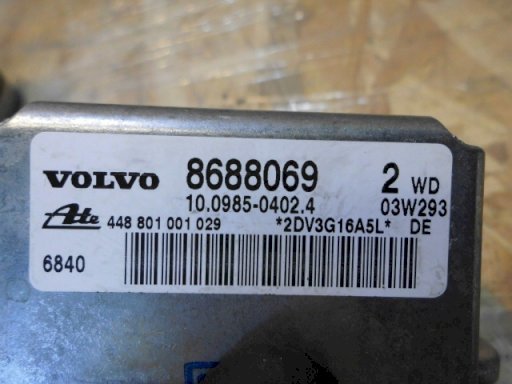 VOLVO 8688069 2 WD
10.0985-0402.4 03W293
Ate 448 801 001 029 *2DV3G16A5L* DE
6840